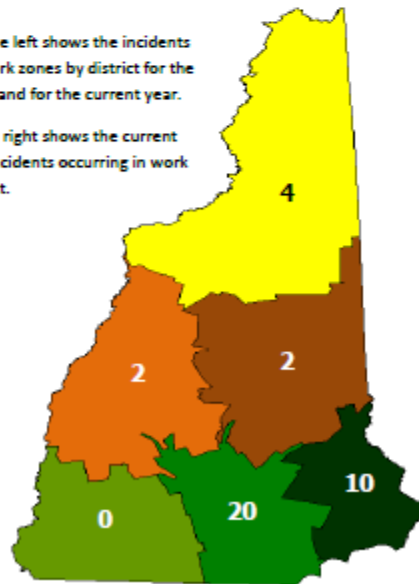 e left shows the incidents
rk zones by district for the
and for the current year.
right shows the current
cidents occurring in work
t.
4
2
2
10
20
0